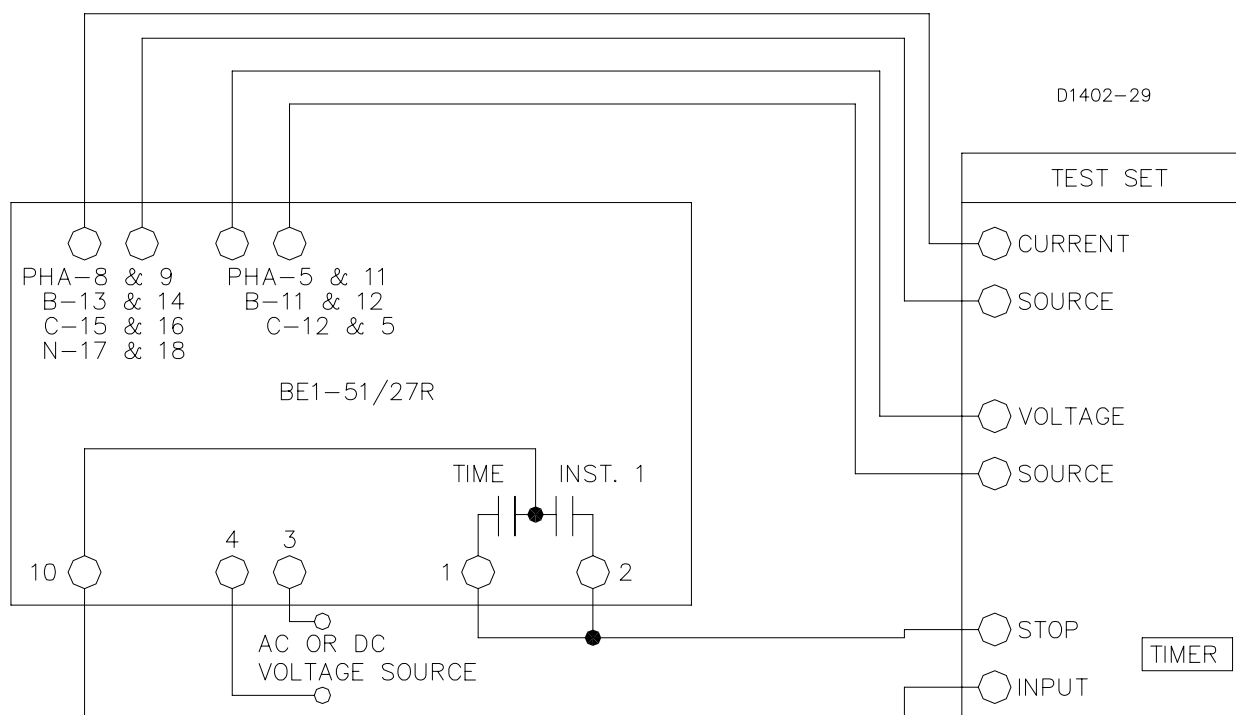 D1402-29
TEST SET
CURRENT
SOURCE
PHA-8 & 9
B-13 & 14
C-15 & 16
N-17 & 18
PHA-5 & 11
B-11 & 12
C-12 & 5
BE1-51/27R
VOLTAGE
SOURCE
TIME
INST. 1
10
4
3
1
2
AC OR DC
VOLTAGE SOURCE
STOP
INPUT
TIMER